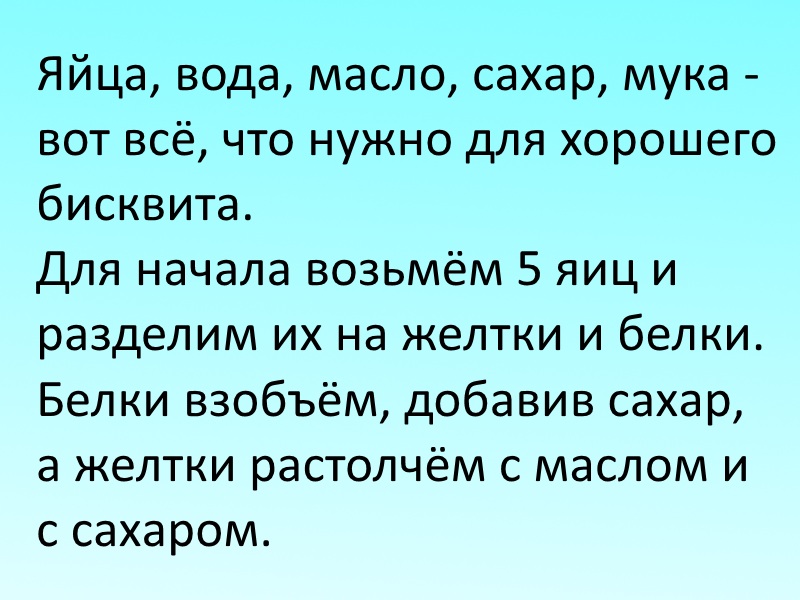 Яйца, вода, масло, сахар, мука -
вот всё, что нужно для хорошего
бисквита.
Для начала возьмём 5 яиц и
разделим их на желтки и белки.
Белки взобъём, добавив сахар,
а желтки растолчём с маслом и
с сахаром.